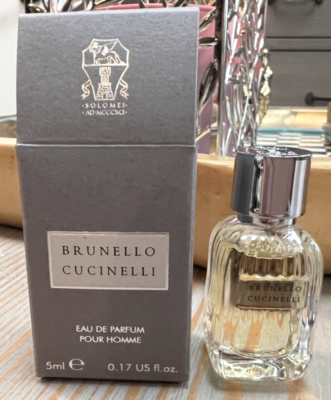 SOLOMEI
AD·MCCCXCI
BRUNELLO
CUCINELLI
EAU DE PARFUM
POUR HOMME
5ml ℮ 0.17 US fl.oz.
BRUNELLO
CUCINELLI